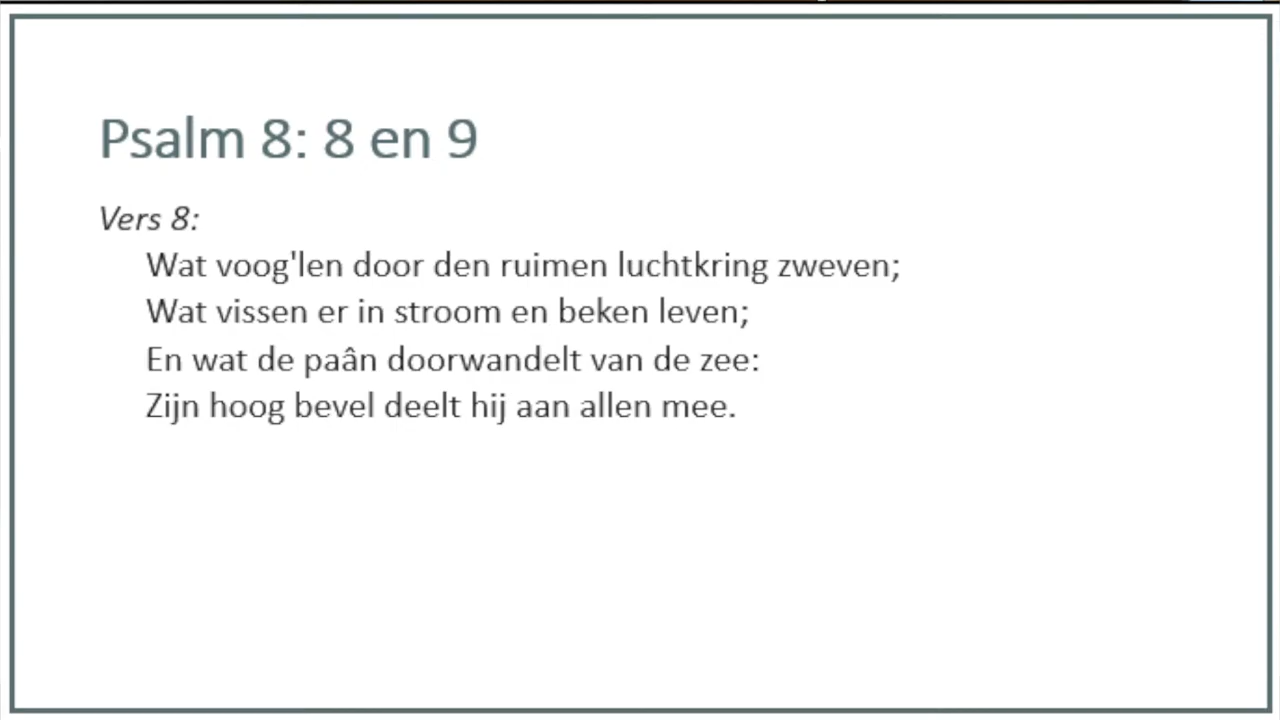 Psalm 8: 8 en 9
Vers 8:
Wat voog'len door den ruimen luchtkring zweven;
Wat vissen er in stroom en beken leven;
En wat de paân doorwandelt van de zee:
Zijn hoog bevel deelt hij aan allen mee.